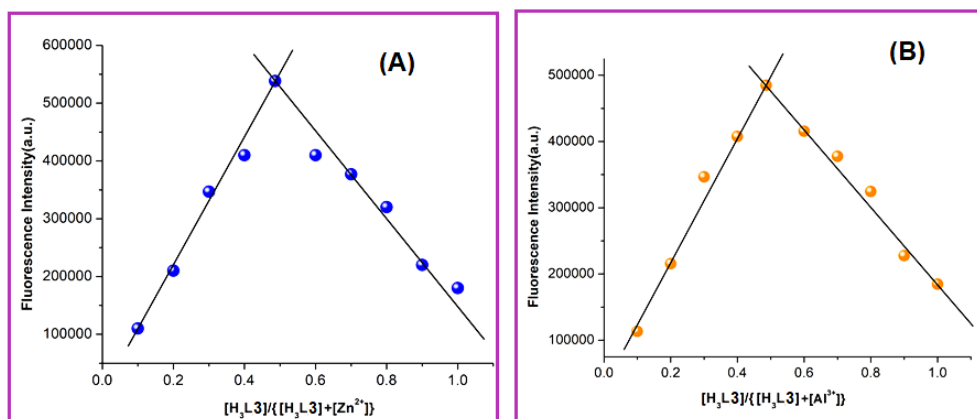 (A)
Fluorescence Intensity(a.u.)
600000
500000
400000
300000
200000
100000
0.0 0.2 0.4 0.6 0.8 1.0
[H₃L3]/{[H₃L3]+[Zn²⁺]}
(B)
Fluorescence Intensity(a.u.)
500000
400000
300000
200000
100000
0.0 0.2 0.4 0.6 0.8 1.0
[H₃L3]/{[H₃L3]+[Al³⁺]}